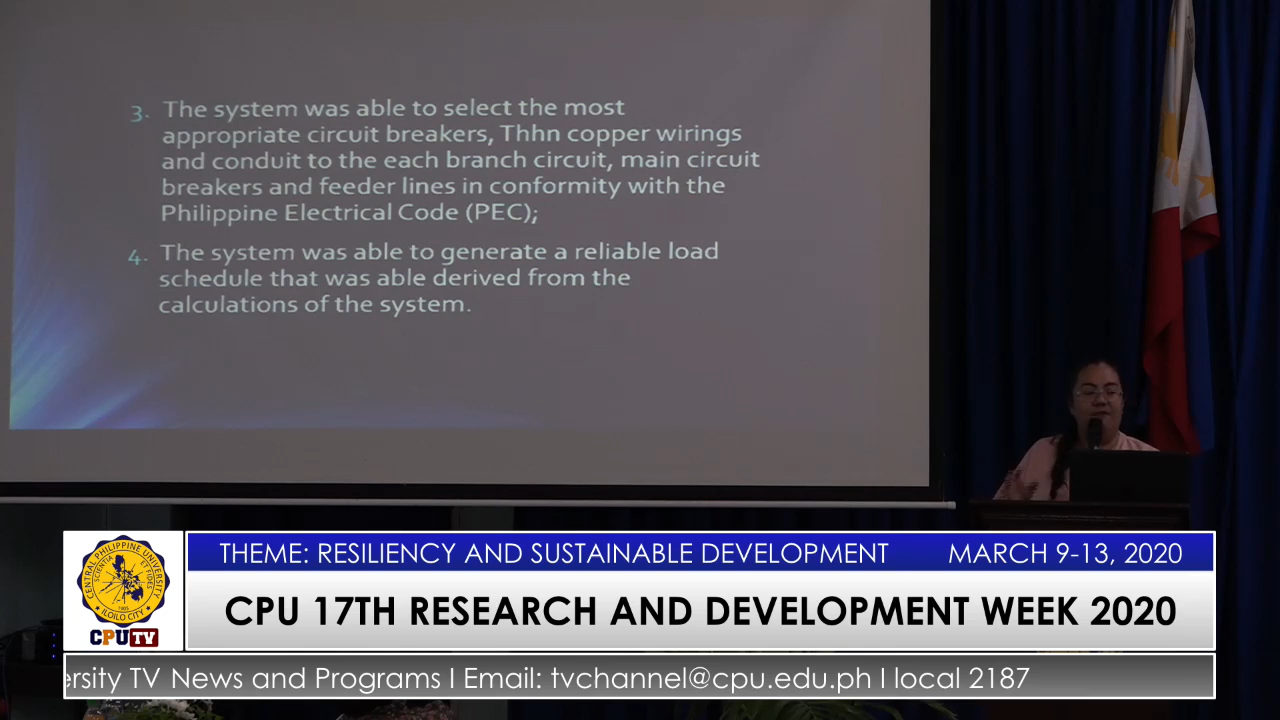 3. The system was able to select the most
appropriate circuit breakers, Thhn copper wirings
and conduit to the each branch circuit, main circuit
breakers and feeder lines in conformity with the
Philippine Electrical Code (PEC);
4. The system was able to generate a reliable load
schedule that was able derived from the
calculations of the system.
CENTRAL PHILIPPINE UNIVERSITY
SCIENTIA ET FIDES
1905
ILOILO CITY
CPUTV
THEME: RESILIENCY AND SUSTAINABLE DEVELOPMENT MARCH 9-13, 2020
CPU 17TH RESEARCH AND DEVELOPMENT WEEK 2020
ersity TV News and Programs I Email: tvchannel@cpu.edu.ph I local 2187